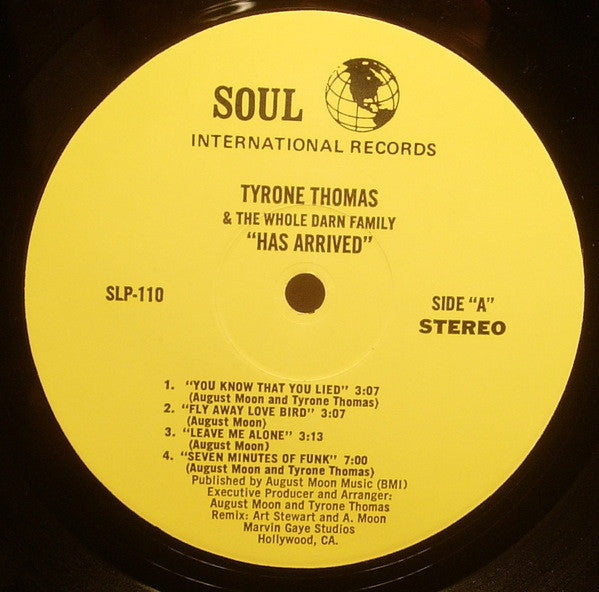 SOUL
INTERNATIONAL RECORDS
TYRONE THOMAS
& THE WHOLE DARN FAMILY
"HAS ARRIVED"
SLP-110
SIDE "A"
STEREO
1. "YOU KNOW THAT YOU LIED" 3:07
(August Moon and Tyrone Thomas)
2. "FLY AWAY LOVE BIRD" 3:07
(August Moon)
3. "LEAVE ME ALONE" 3:13
(August Moon)
4. "SEVEN MINUTES OF FUNK" 7:00
(August Moon and Tyrone Thomas)
Published by August Moon Music (BMI)
Executive Producer and Arranger:
August Moon and Tyrone Thomas
Remix: Art Stewart and A. Moon
Marvin Gaye Studios
Hollywood, CA.